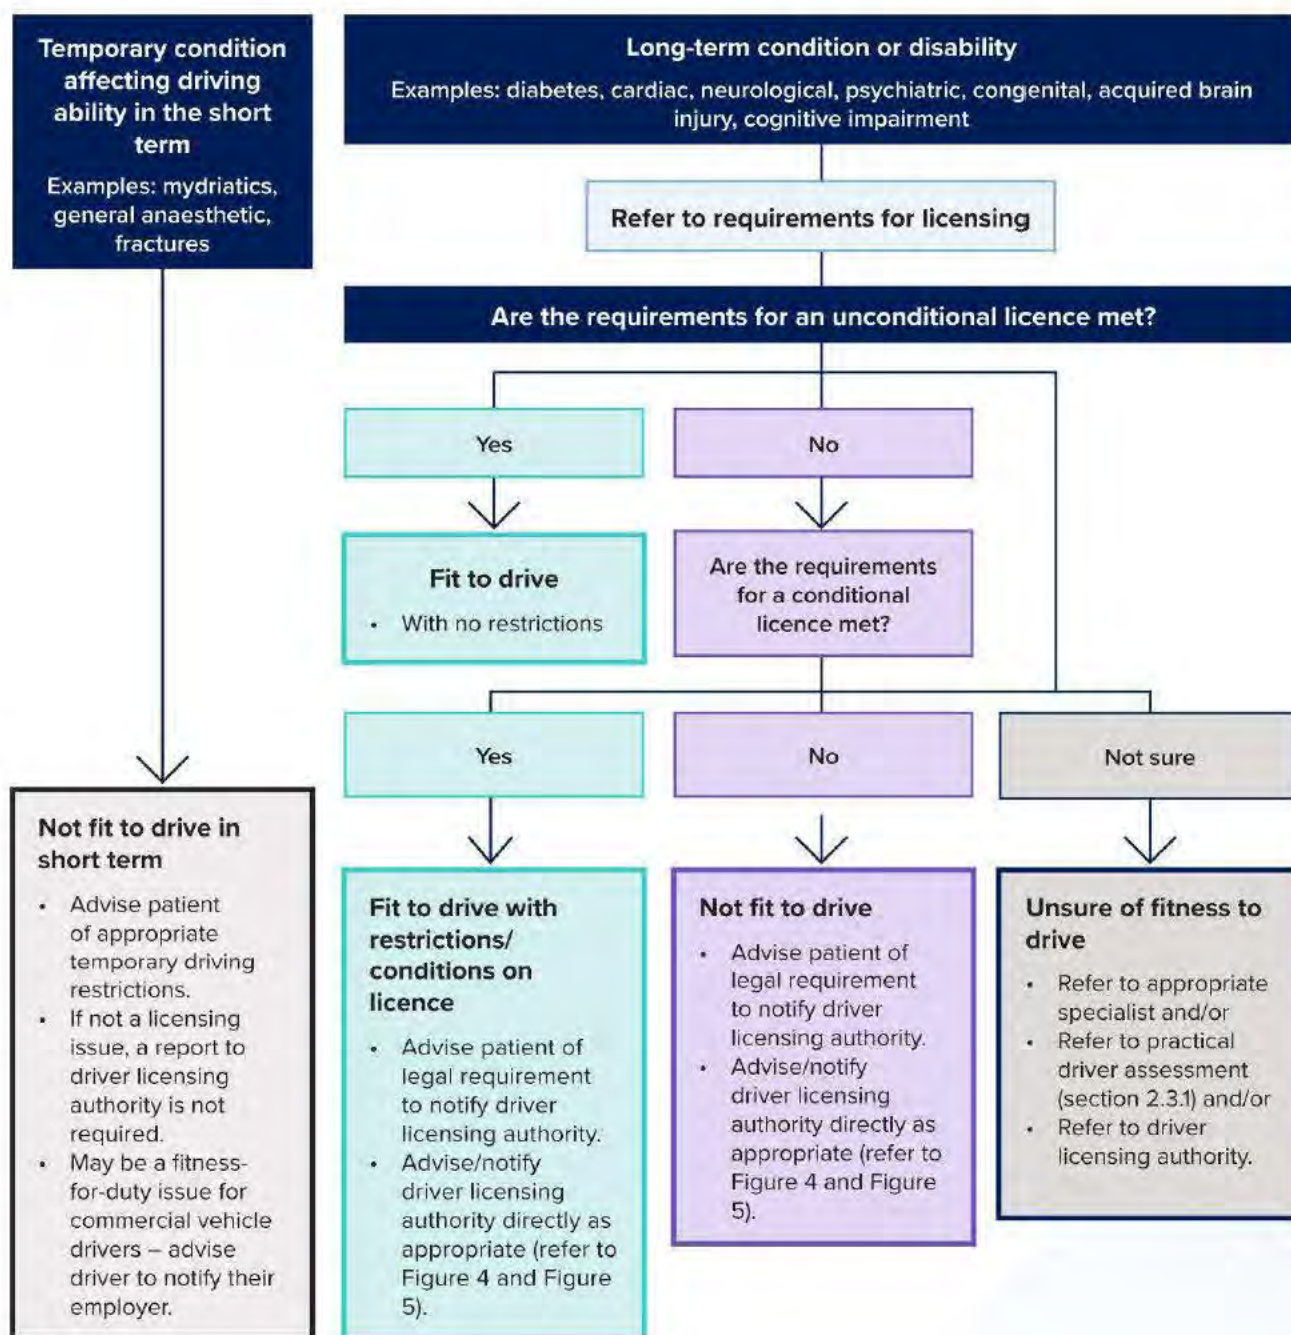 Temporary condition
affecting driving
ability in the short
term
Examples: mydriatics,
general anaesthetic,
fractures
Long-term condition or disability
Examples: diabetes, cardiac, neurological, psychiatric, congenital, acquired brain
injury, cognitive impairment
Refer to requirements for licensing
Are the requirements for an unconditional licence met?
Yes
No
Fit to drive
• With no restrictions
Are the requirements
for a conditional
licence met?
Yes
No
Not sure
Not fit to drive in
short term
• Advise patient
of appropriate
temporary driving
restrictions.
• If not a licensing
issue, a report to
driver licensing
authority is not
required.
• May be a fitness-
for-duty issue for
commercial vehicle
drivers – advise
driver to notify their
employer.
Fit to drive with
restrictions/
conditions on
licence
• Advise patient of
legal requirement
to notify driver
licensing authority.
• Advise/notify
driver licensing
authority directly as
appropriate (refer to
Figure 4 and Figure
5).
Not fit to drive
• Advise patient of
legal requirement
to notify driver
licensing authority.
• Advise/notify
driver licensing
authority directly as
appropriate (refer to
Figure 4 and Figure
5).
Unsure of fitness to
drive
• Refer to appropriate
specialist and/or
• Refer to practical
driver assessment
(section 2.3.1) and/or
• Refer to driver
licensing authority.